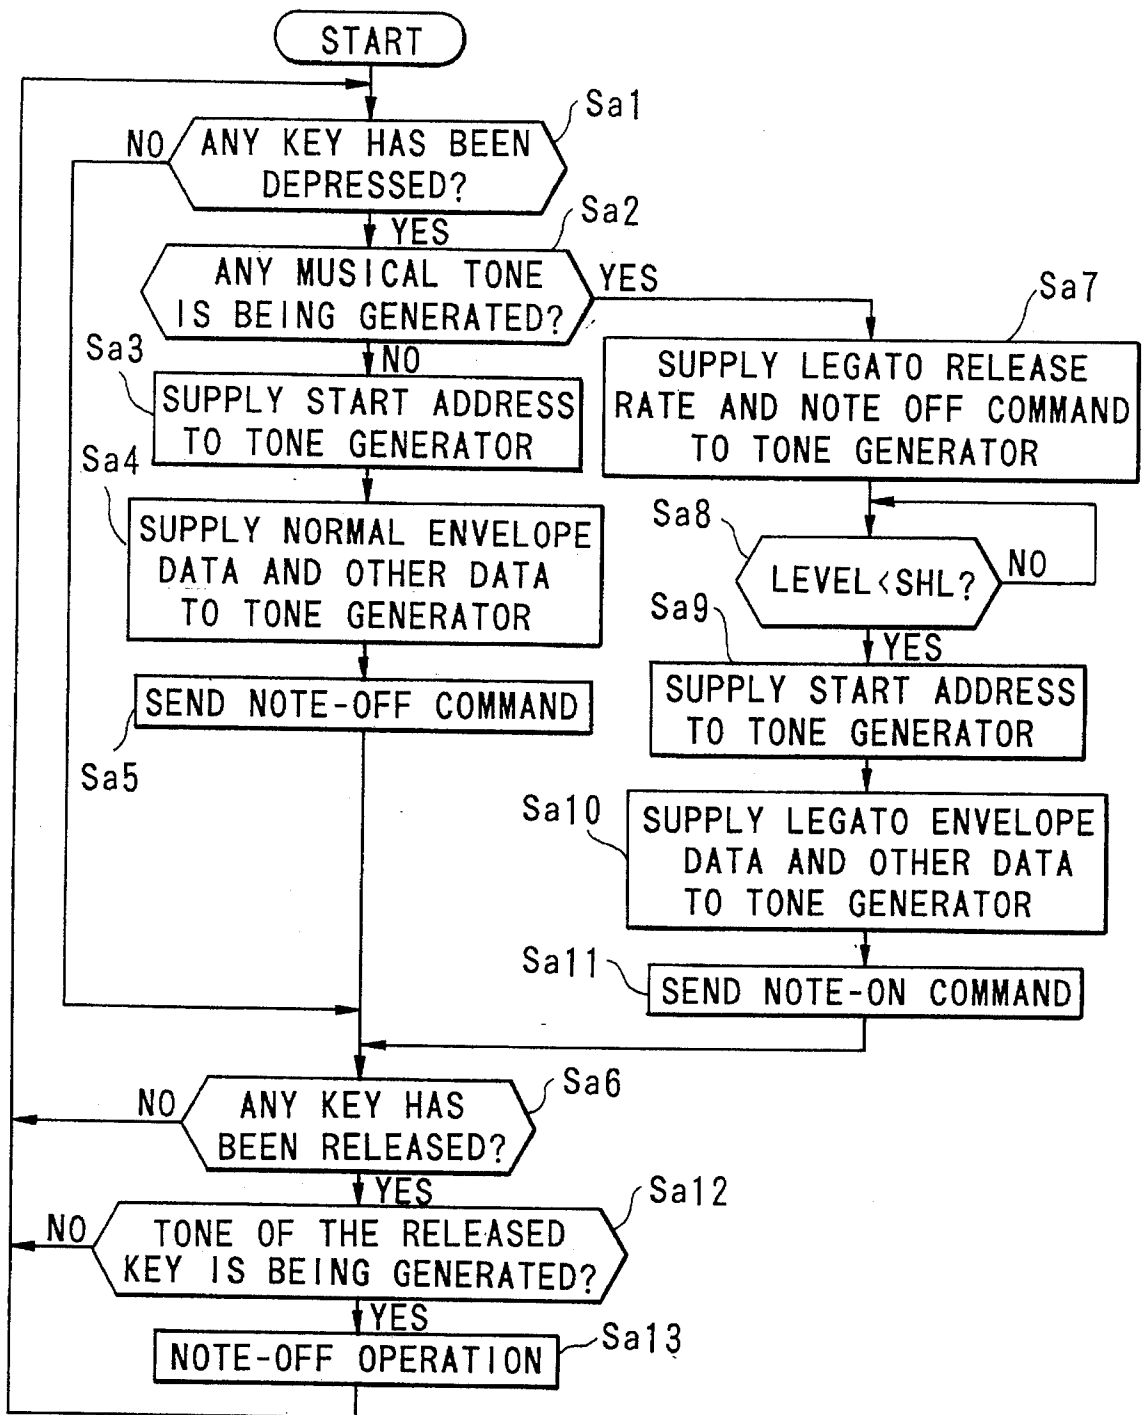 START
Sa1
NO
ANY KEY HAS BEEN
DEPRESSED?
YES
Sa2
ANY MUSICAL TONE
IS BEING GENERATED?
YES
Sa7
Sa3
NO
SUPPLY START ADDRESS
TO TONE GENERATOR
SUPPLY LEGATO RELEASE
RATE AND NOTE OFF COMMAND
TO TONE GENERATOR
Sa4
SUPPLY NORMAL ENVELOPE
DATA AND OTHER DATA
TO TONE GENERATOR
Sa8
LEVEL<SHL?
NO
Sa9
YES
SEND NOTE-OFF COMMAND
Sa5
SUPPLY START ADDRESS
TO TONE GENERATOR
Sa10
SUPPLY LEGATO ENVELOPE
DATA AND OTHER DATA
TO TONE GENERATOR
Sa11
SEND NOTE-ON COMMAND
Sa6
NO
ANY KEY HAS
BEEN RELEASED?
YES
Sa12
NO
TONE OF THE RELEASED
KEY IS BEING GENERATED?
YES
Sa13
NOTE-OFF OPERATION